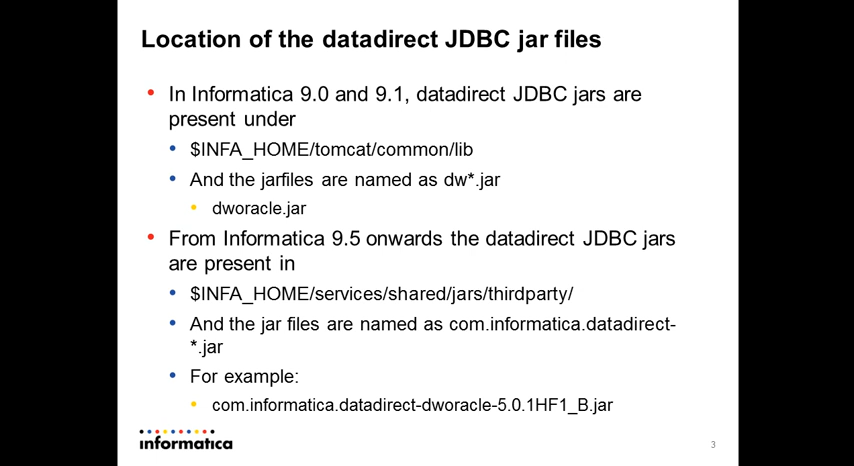 Location of the datadirect JDBC jar files
• In Informatica 9.0 and 9.1, datadirect JDBC jars are
present under
• $INFA_HOME/tomcat/common/lib
• And the jarfiles are named as dw*.jar
• dworacle.jar
• From Informatica 9.5 onwards the datadirect JDBC jars
are present in
• $INFA_HOME/services/shared/jars/thirdparty/
• And the jar files are named as com.informatica.datadirect-
*.jar
• For example:
• com.informatica.datadirect-dworacle-5.0.1HF1_B.jar
informatica
3